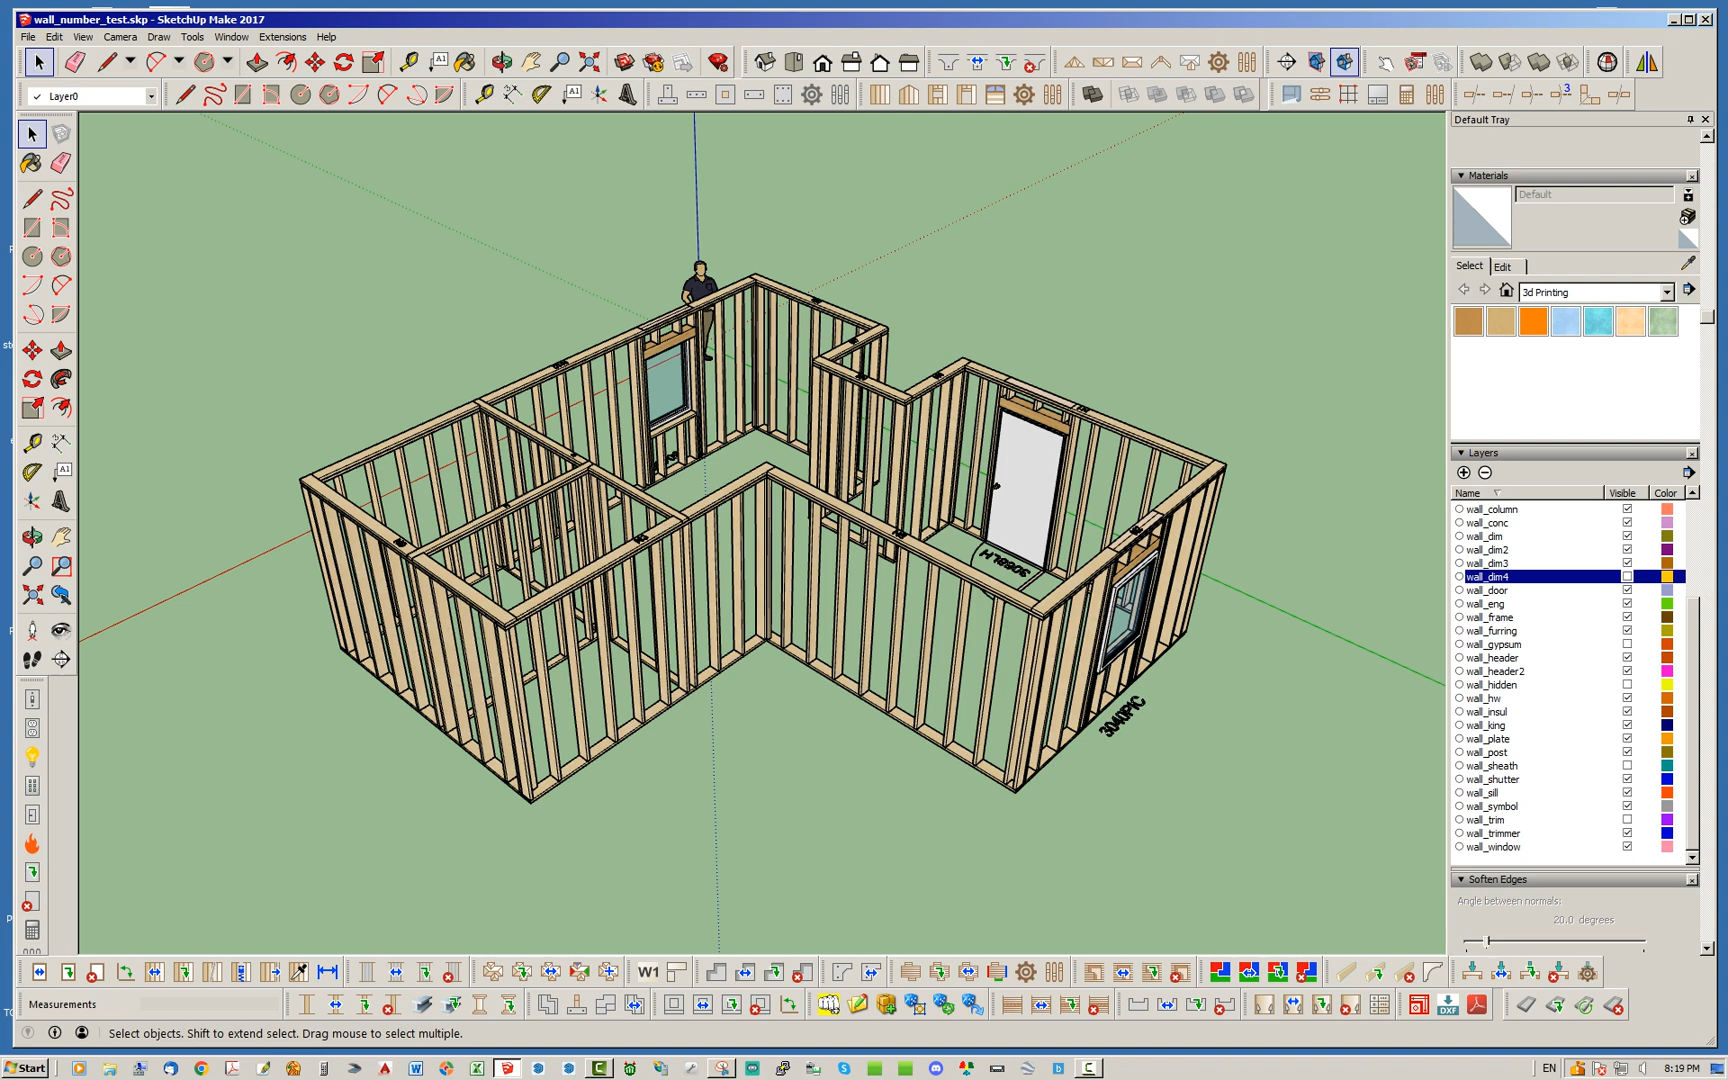 wall_number_test.skp - SketchUp Make 2017
File Edit View Camera Draw Tools Window Extensions Help
Layer0
Default Tray
Materials
Default
Select Edit
3d Printing
Layers
Name Visible Color
wall_column
wall_conc
wall_dim
wall_dim2
wall_dim3
wall_dim4
wall_door
wall_eng
wall_frame
wall_furring
wall_gypsum
wall_header
wall_header2
wall_hidden
wall_hw
wall_insul
wall_king
wall_plate
wall_post
wall_sheath
wall_shutter
wall_sill
wall_symbol
wall_trim
wall_trimmer
wall_window
Soften Edges
Angle between normals:
20.0 degrees
3068LH
3040PIC
W1
Measurements
DXF
Select objects. Shift to extend select. Drag mouse to select multiple.
Start
EN
8:19 PM